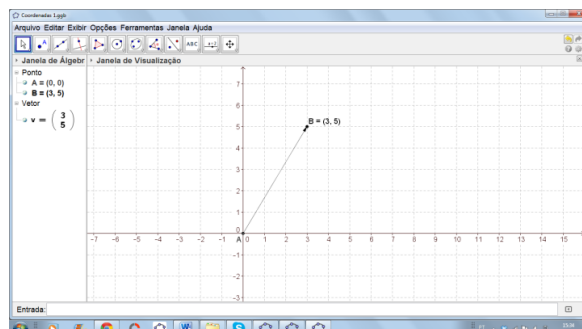 Coordenadas 1.ggb
Arquivo Editar Exibir Opções Ferramentas Janela Ajuda
ABC
a=2
Janela de Álgebr
Janela de Visualização
Ponto
A = (0, 0)
B = (3, 5)
Vetor
v = ( 3
5 )
7
6
5
4
3
2
1
0
-1
-2
-3
B = (3, 5)
A
-7 -6 -5 -4 -3 -2 -1 0 1 2 3 4 5 6 7 8 9 10 11 12 13 14 15
Entrada: